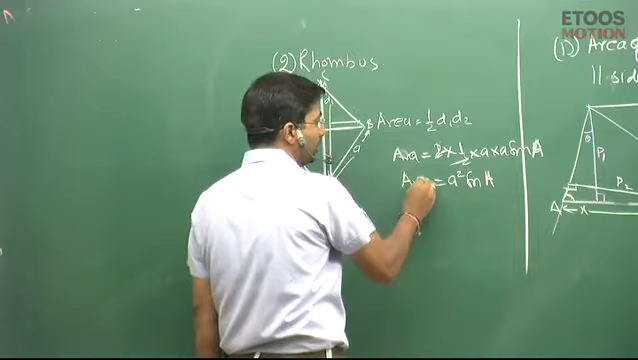 ETOOS
MOTION
(2) Rhombus.
C
d
B
a
Area = 1/2 d1d2
Area = 2 x 1/2 x a x a sin A
= a² sin A
(1) Area
|| sid
θ
P1
P2
A
x